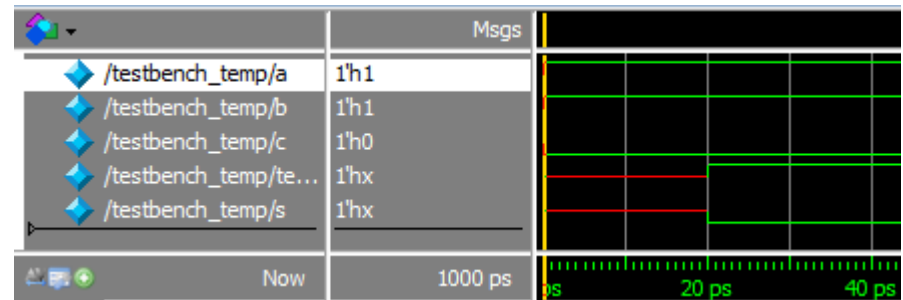 Msgs
/testbench_temp/a 1'h1
/testbench_temp/b 1'h1
/testbench_temp/c 1'h0
/testbench_temp/te... 1'hx
/testbench_temp/s 1'hx
Now 1000 ps ps 20 ps 40 ps